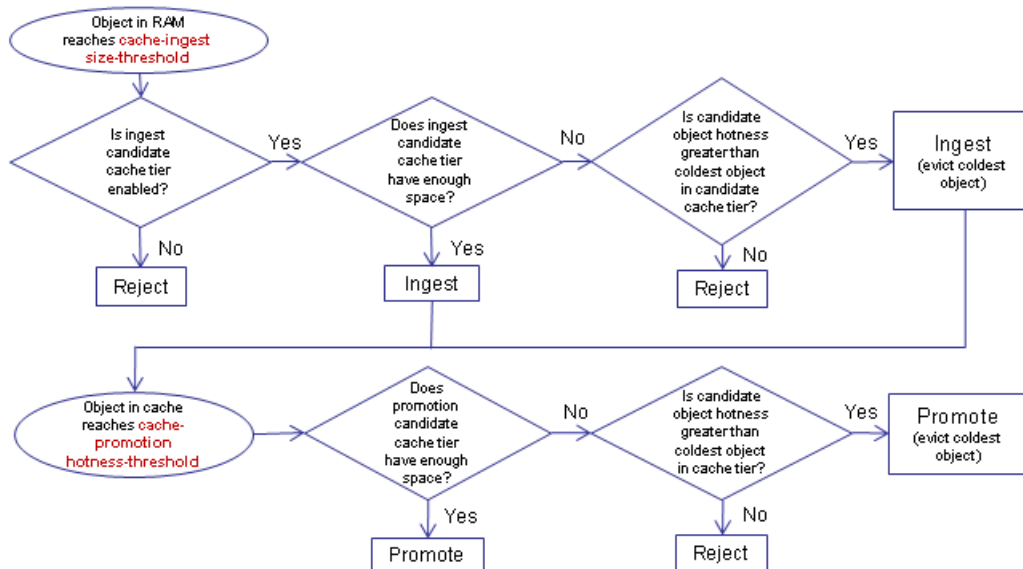 Object in RAM
reaches cache-ingest
size-threshold
Is ingest
candidate
cache tier
enabled?
Yes
No
Reject
Does ingest
candidate
cache tier
have enough
space?
No
Yes
Ingest
Is candidate
object hotness
greater than
coldest object
in candidate
cache tier?
Yes
No
Reject
Ingest
(evict coldest
object)
Object in cache
reaches cache-
promotion
hotness-threshold
Does
promotion
candidate
cache tier
have enough
space?
No
Yes
Promote
Is candidate
object hotness
greater than
coldest object
in cache tier?
Yes
No
Reject
Promote
(evict coldest
object)